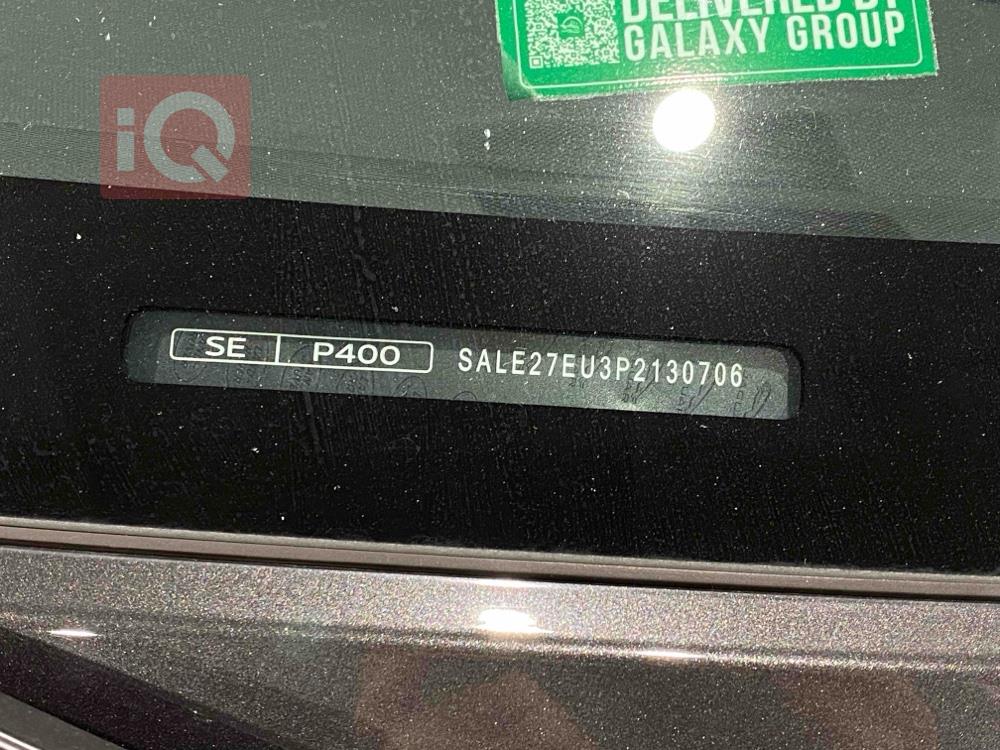 DELIVERED BY
GALAXY GROUP
iQ
SE P400 SALE27EU3P2130706